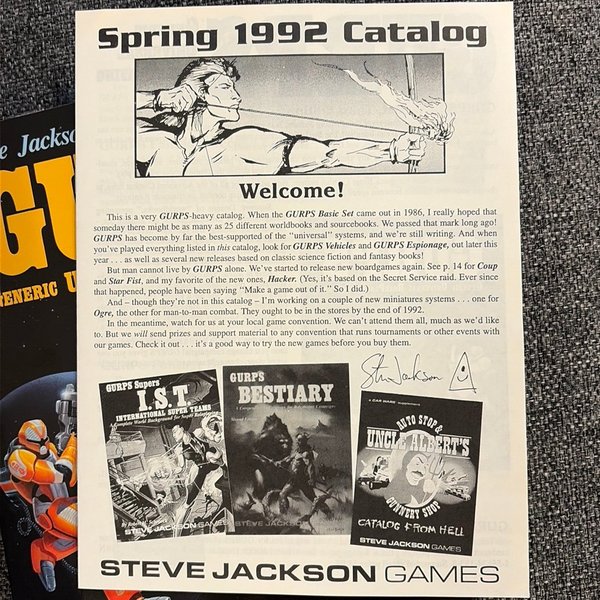 Spring 1992 Catalog
e Jackso
GU
ENERIC U
Welcome!
This is a very GURPS-heavy catalog. When the GURPS Basic Set came out in 1986, I really hoped that
someday there might be as many as 25 different worldbooks and sourcebooks. We passed that mark long ago!
GURPS has become by far the best-supported of the "universal" systems, and we're still writing. And when
you've played everything listed in this catalog, look for GURPS Vehicles and GURPS Espionage, out later this
year . . . as well as several new releases based on classic science fiction and fantasy books!
But man cannot live by GURPS alone. We've started to release new boardgames again. See p. 14 for Coup
and Star Fist, and my favorite of the new ones, Hacker. (Yes, it's based on the Secret Service raid. Ever since
that happened, people have been saying "Make a game out of it." So I did.)
And – though they're not in this catalog – I'm working on a couple of new miniatures systems . . . one for
Ogre, the other for man-to-man combat. They ought to be in the stores by the end of 1992.
In the meantime, watch for us at your local game convention. We can't attend them all, much as we'd like
to. But we will send prizes and support material to any convention that runs tournaments or other events with
our games. Check it out . . . it's a good way to try the new games before you buy them.
Steve Jackson
GURPS Supers
I.S.T.
INTERNATIONAL SUPER TEAMS
A Complete World Background for Supers Roleplaying
STEVE JACKSON GAMES
GURPS
BESTIARY
STEVE JACKSON
A CAR WARS supplement
AUTO STOP &
UNCLE ALBERT'S
GUNNERY SHOP
CATALOG FROM HELL
STEVE JACKSON GAMES
STEVE JACKSON GAMES